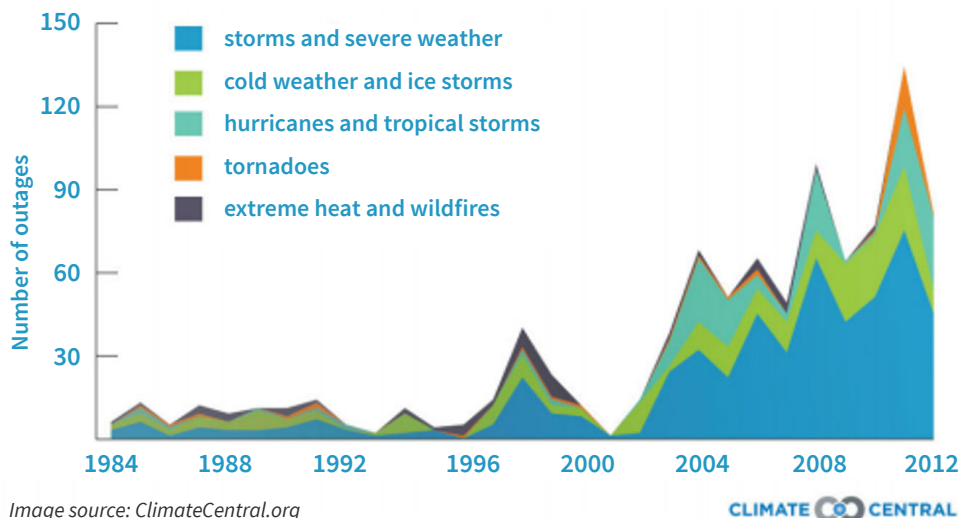 150
120
90
60
30
Number of outages
storms and severe weather
cold weather and ice storms
hurricanes and tropical storms
tornadoes
extreme heat and wildfires
1984 1988 1992 1996 2000 2004 2008 2012
Image source: ClimateCentral.org
CLIMATE CENTRAL